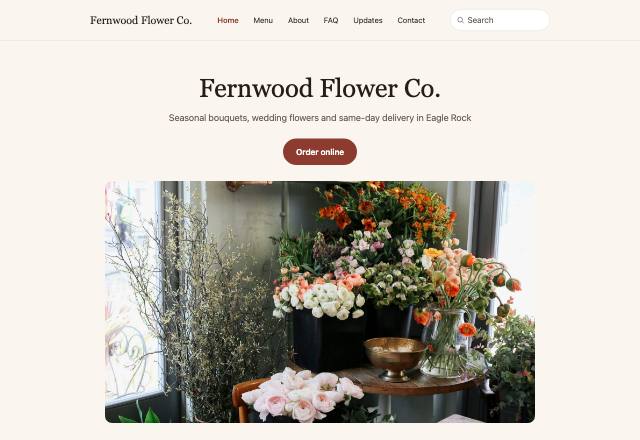 Fernwood Flower Co.
Home Menu About FAQ Updates Contact
Search
Fernwood Flower Co.
Seasonal bouquets, wedding flowers and same-day delivery in Eagle Rock
Order online